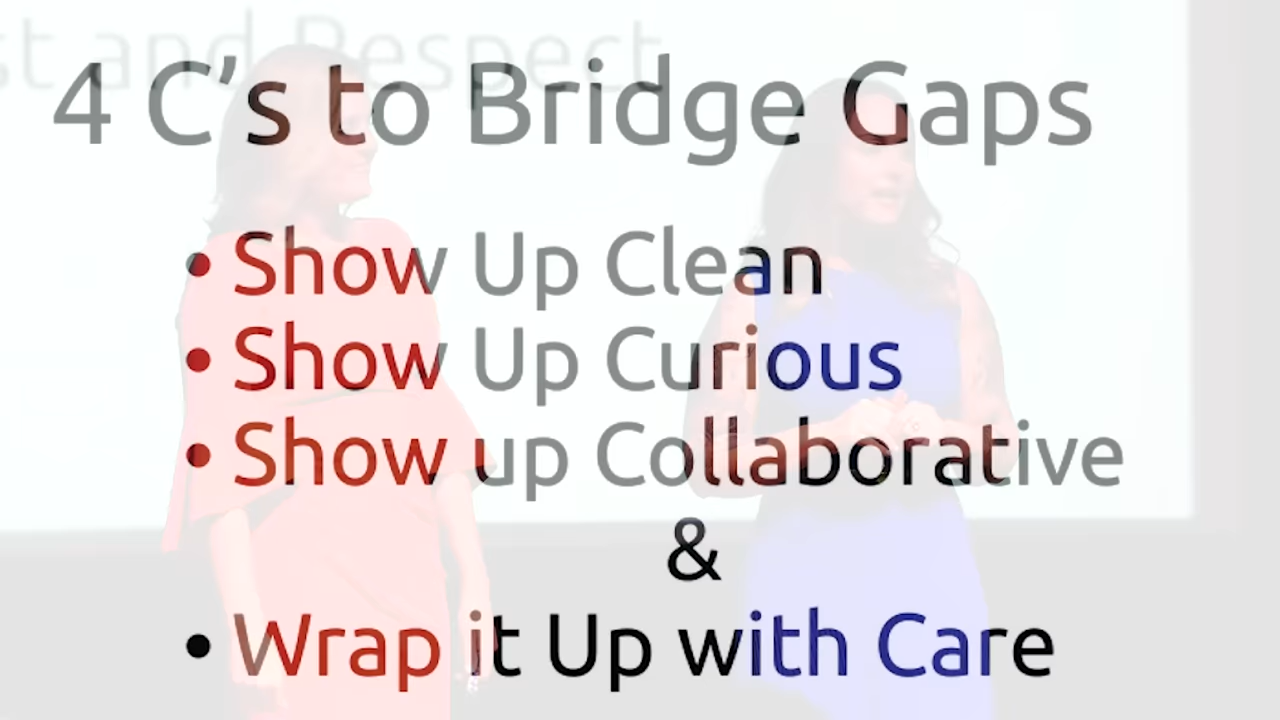 st and Respect
4 C’s to Bridge Gaps
• Show Up Clean
• Show Up Curious
• Show up Collaborative
&
• Wrap it Up with Care